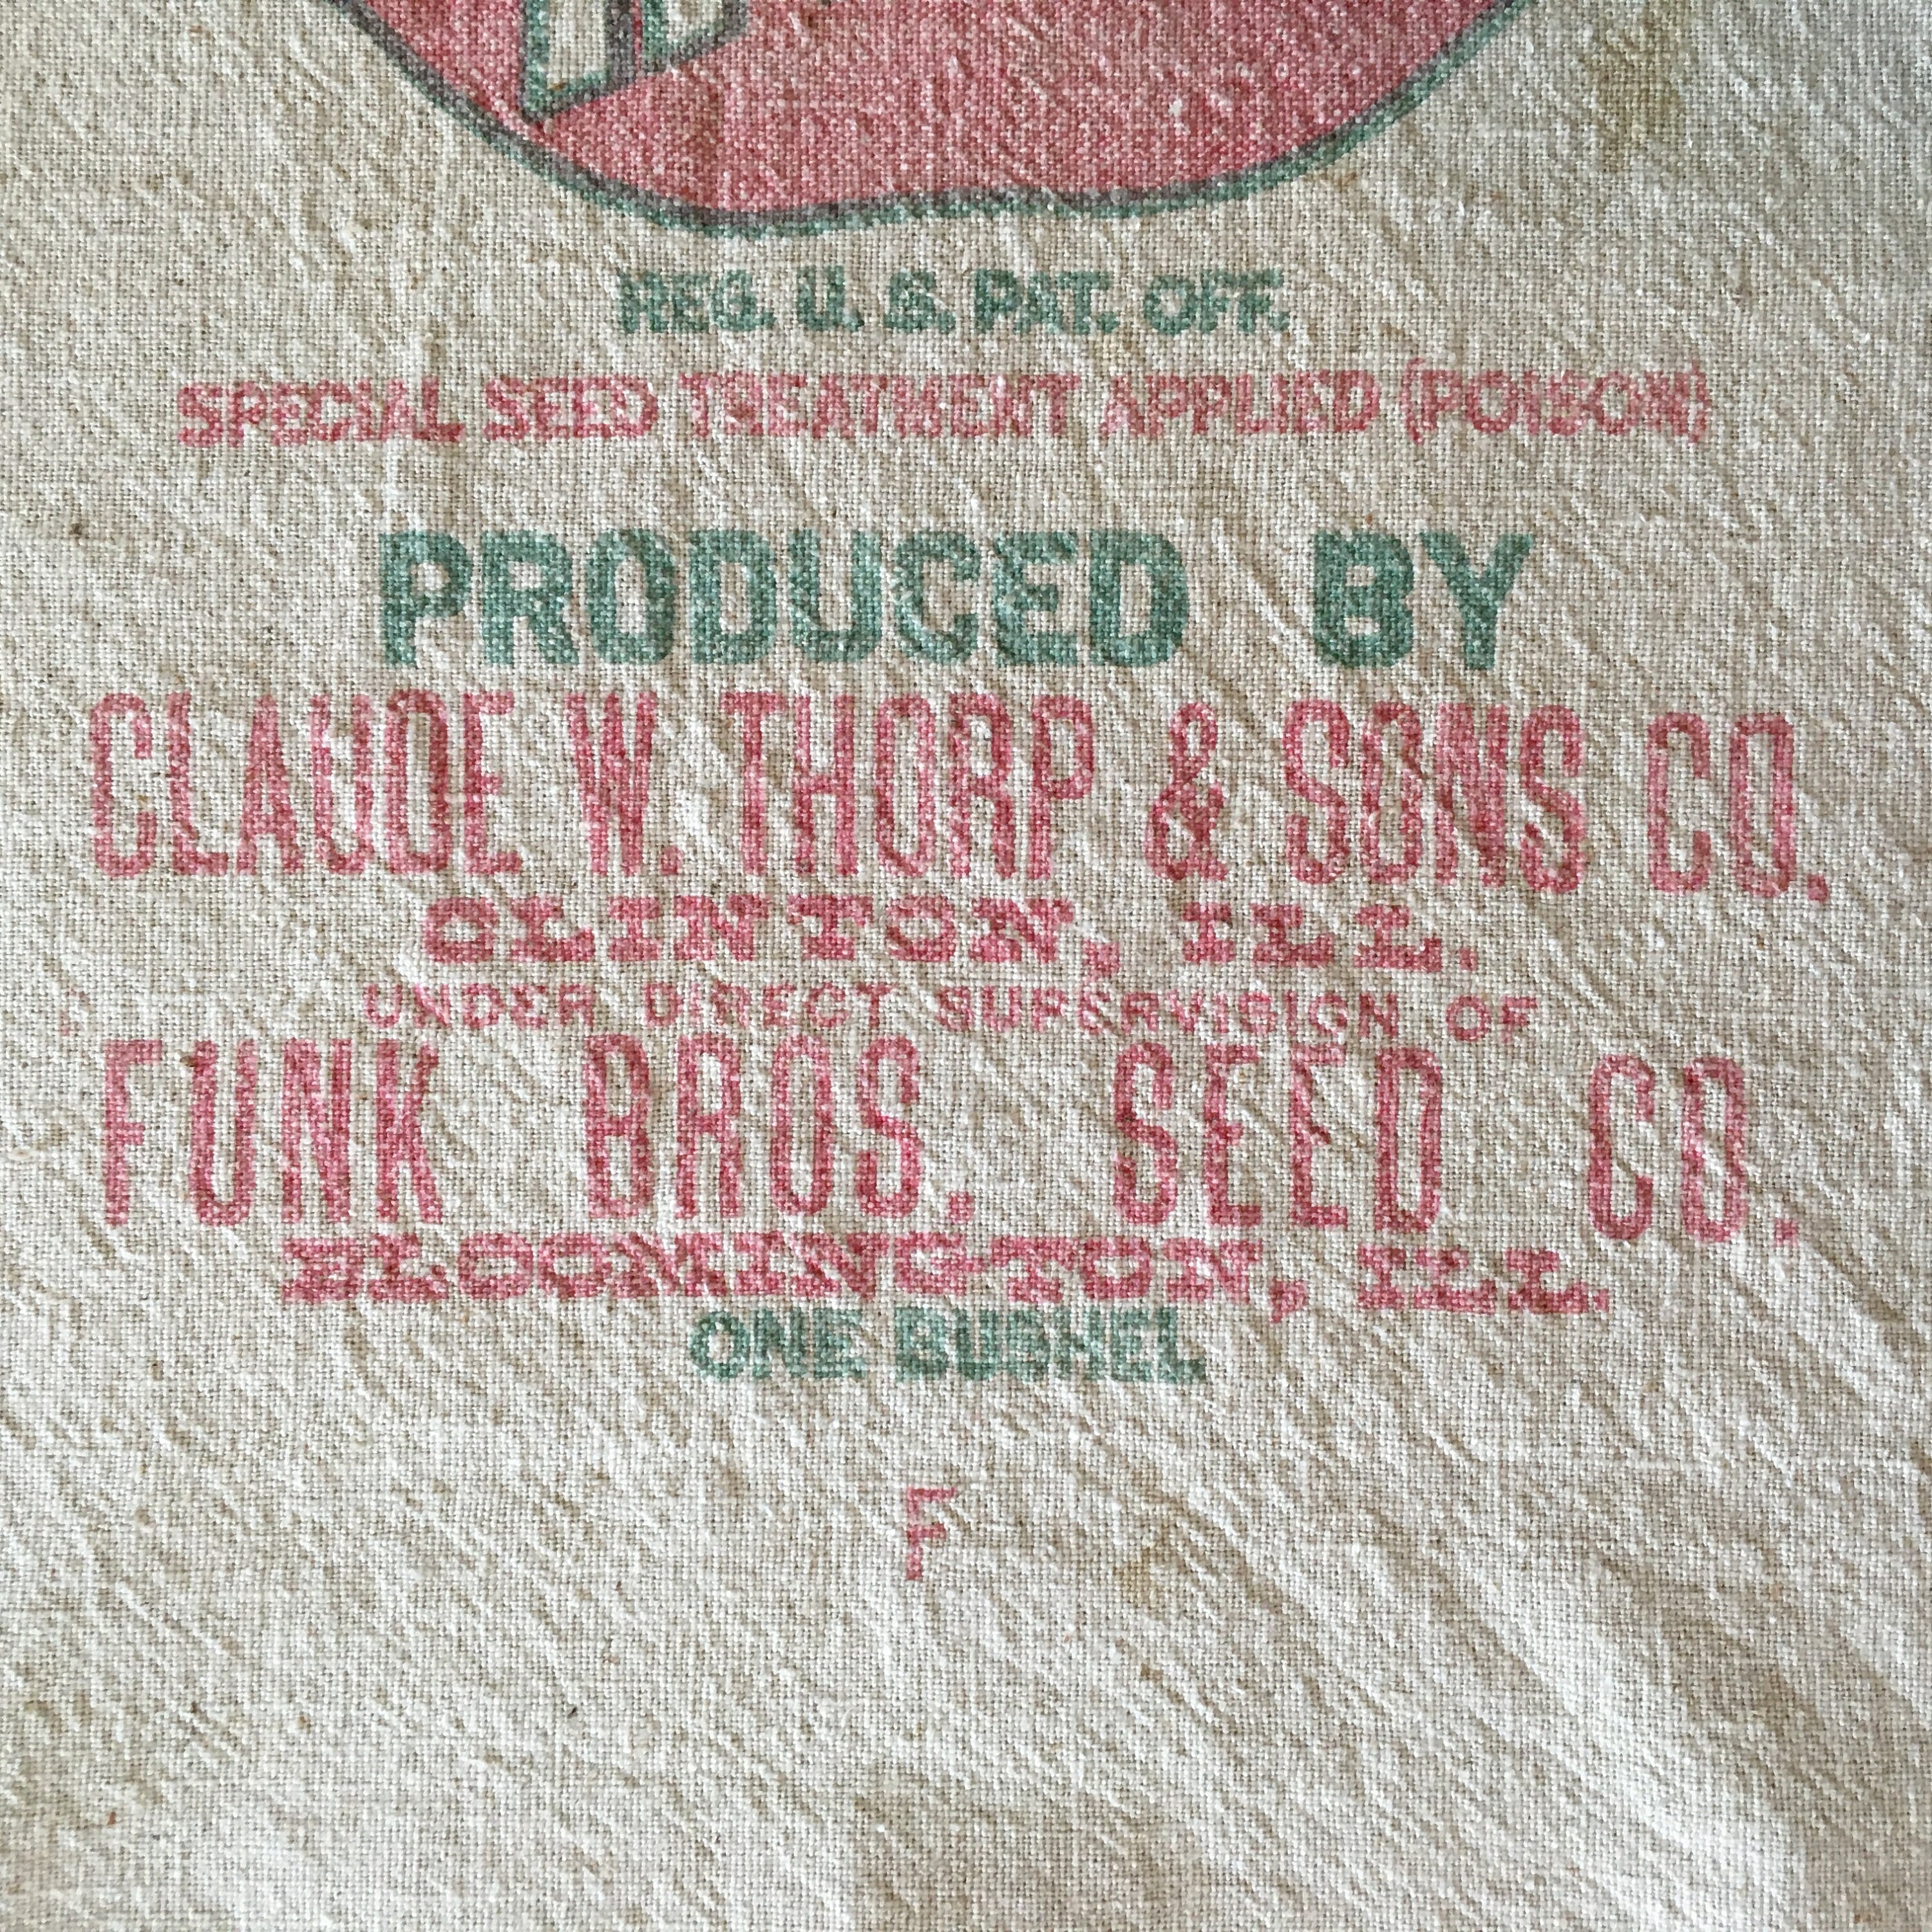 REG. U. S. PAT. OFF.
SPECIAL SEED TREATMENT APPLIED (POISON)
PRODUCED BY
CLAUDE W. THORP & SONS CO.
CLINTON, ILL.
UNDER DIRECT SUPERVISION OF
FUNK BROS. SEED CO.
BLOOMINGTON, ILL.
ONE BUSHEL
F